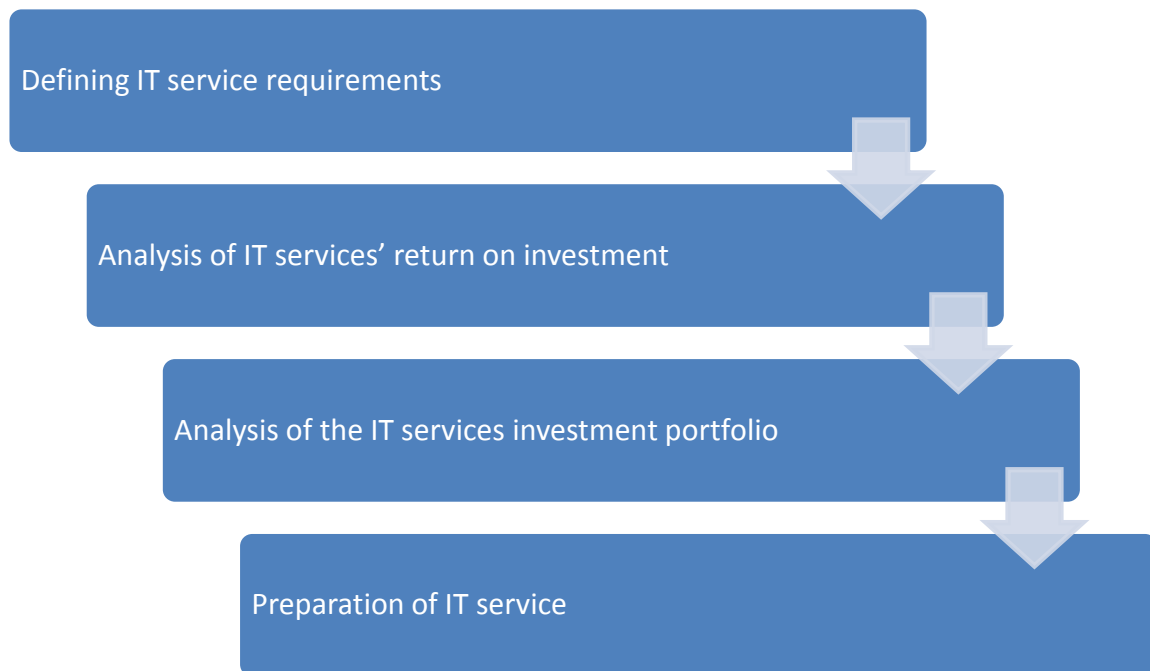 Defining IT service requirements
Analysis of IT services’ return on investment
Analysis of the IT services investment portfolio
Preparation of IT service